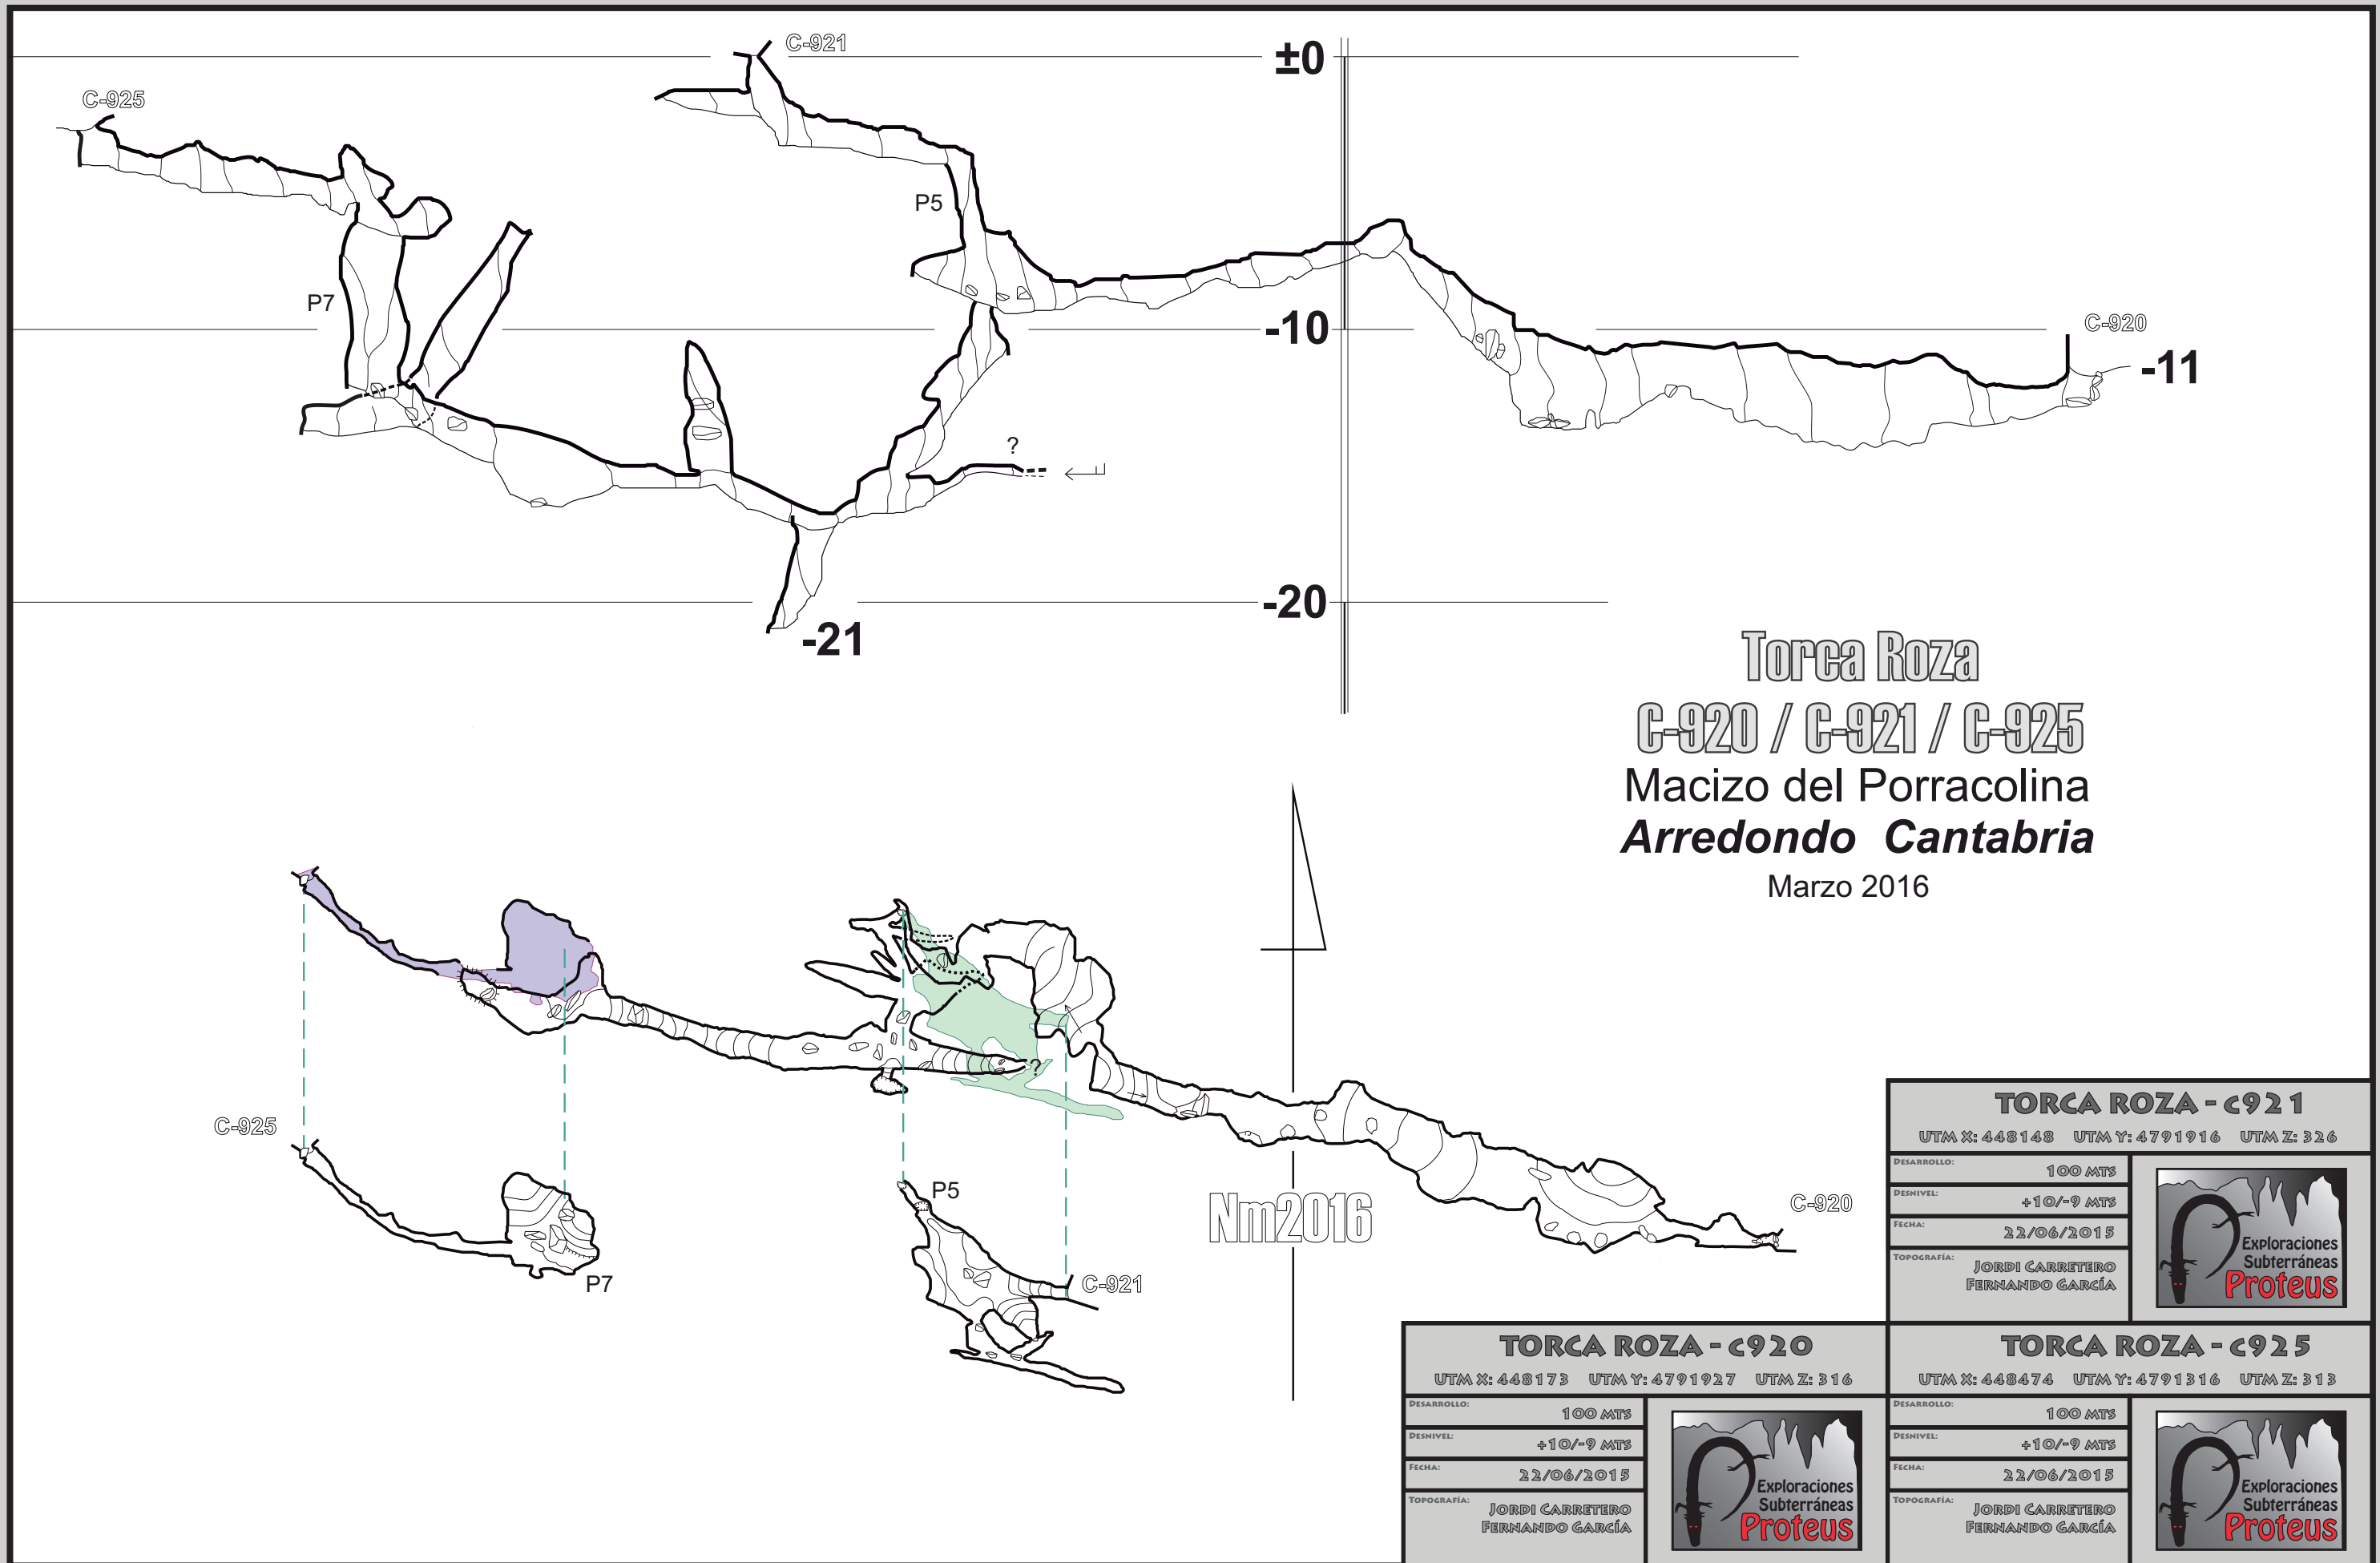 C-921
±0
C-925
P5
P7
-10
C-920
-11
?
-20
-21
Torca Roza
C-920 / C-921 / C-925
Macizo del Porracolina
Arredondo Cantabria
Marzo 2016
?
C-925
P5
Nm2016
C-920
P7
C-921
TORCA ROZA - c921
UTM X: 448148 UTM Y: 4791916 UTM Z: 326
DESARROLLO: 100 MTS
DESNIVEL: +10/-9 MTS
FECHA: 22/06/2015
TOPOGRAFÍA: JORDI CARRETERO
FERNANDO GARCÍA
Exploraciones
Subterráneas
Proteus
TORCA ROZA - c920
UTM X: 448173 UTM Y: 4791927 UTM Z: 316
DESARROLLO: 100 MTS
DESNIVEL: +10/-9 MTS
FECHA: 22/06/2015
TOPOGRAFÍA: JORDI CARRETERO
FERNANDO GARCÍA
Exploraciones
Subterráneas
Proteus
TORCA ROZA - c925
UTM X: 448474 UTM Y: 4791316 UTM Z: 313
DESARROLLO: 100 MTS
DESNIVEL: +10/-9 MTS
FECHA: 22/06/2015
TOPOGRAFÍA: JORDI CARRETERO
FERNANDO GARCÍA
Exploraciones
Subterráneas
Proteus